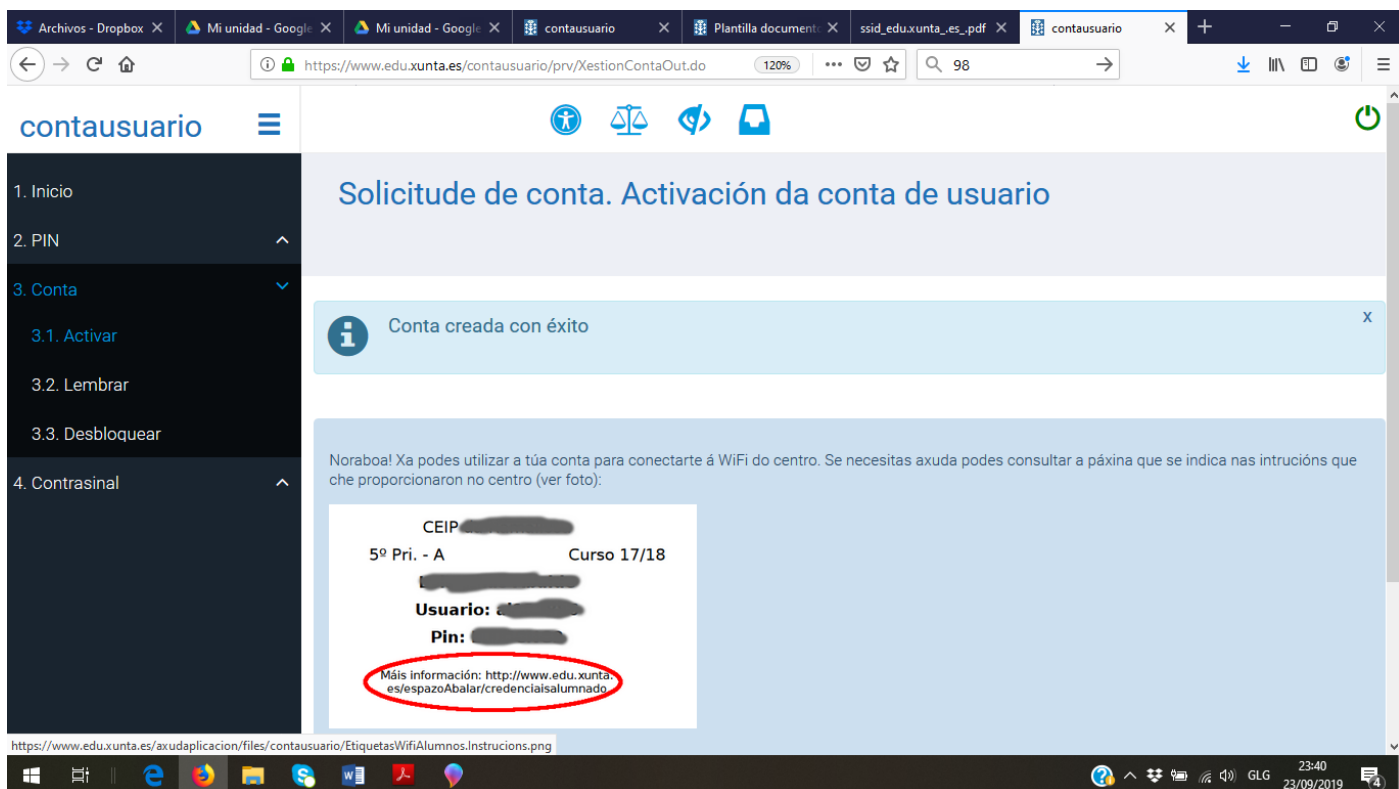 Archivos - Dropbox
Mi unidad - Google
Mi unidad - Google
contausuario
Plantilla documento
ssid_edu.xunta_.es_.pdf
contausuario
https://www.edu.xunta.es/contausuario/prv/XestionContaOut.do
120%
98
contausuario
Solicitude de conta. Activación da conta de usuario
1. Inicio
2. PIN
3. Conta
3.1. Activar
3.2. Lembrar
3.3. Desbloquear
4. Contrasinal
Conta creada con éxito
x
Noraboa! Xa podes utilizar a túa conta para conectarte á WiFi do centro. Se necesitas axuda podes consultar a páxina que se indica nas intrucións que
che proporcionaron no centro (ver foto):
CEIP
5º Pri. - A Curso 17/18
Usuario:
Pin:
Máis información: http://www.edu.xunta.
es/espazoAbalar/credenciaisalumnado
https://www.edu.xunta.es/axudaplicacion/files/contausuario/EtiquetasWifiAlumnos.Instrucions.png
GLG
23:40
23/09/2019
4